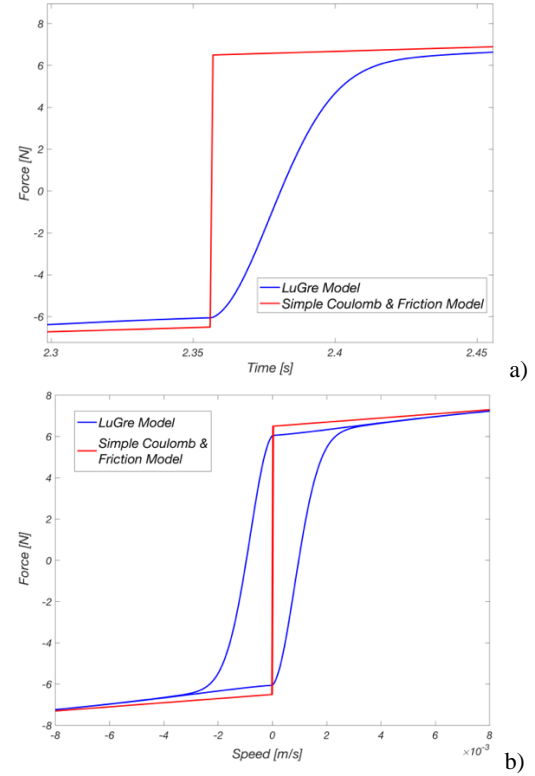 8
6
4
2
0
-2
-4
-6
Force [N]
LuGre Model
Simple Coulomb & Friction Model
2.3
2.35
2.4
2.45
Time [s]
a)
8
6
4
2
0
-2
-4
-6
-8
Force [N]
LuGre Model
Simple Coulomb &
Friction Model
-8
-6
-4
-2
0
2
4
6
8
×10⁻³
Speed [m/s]
b)